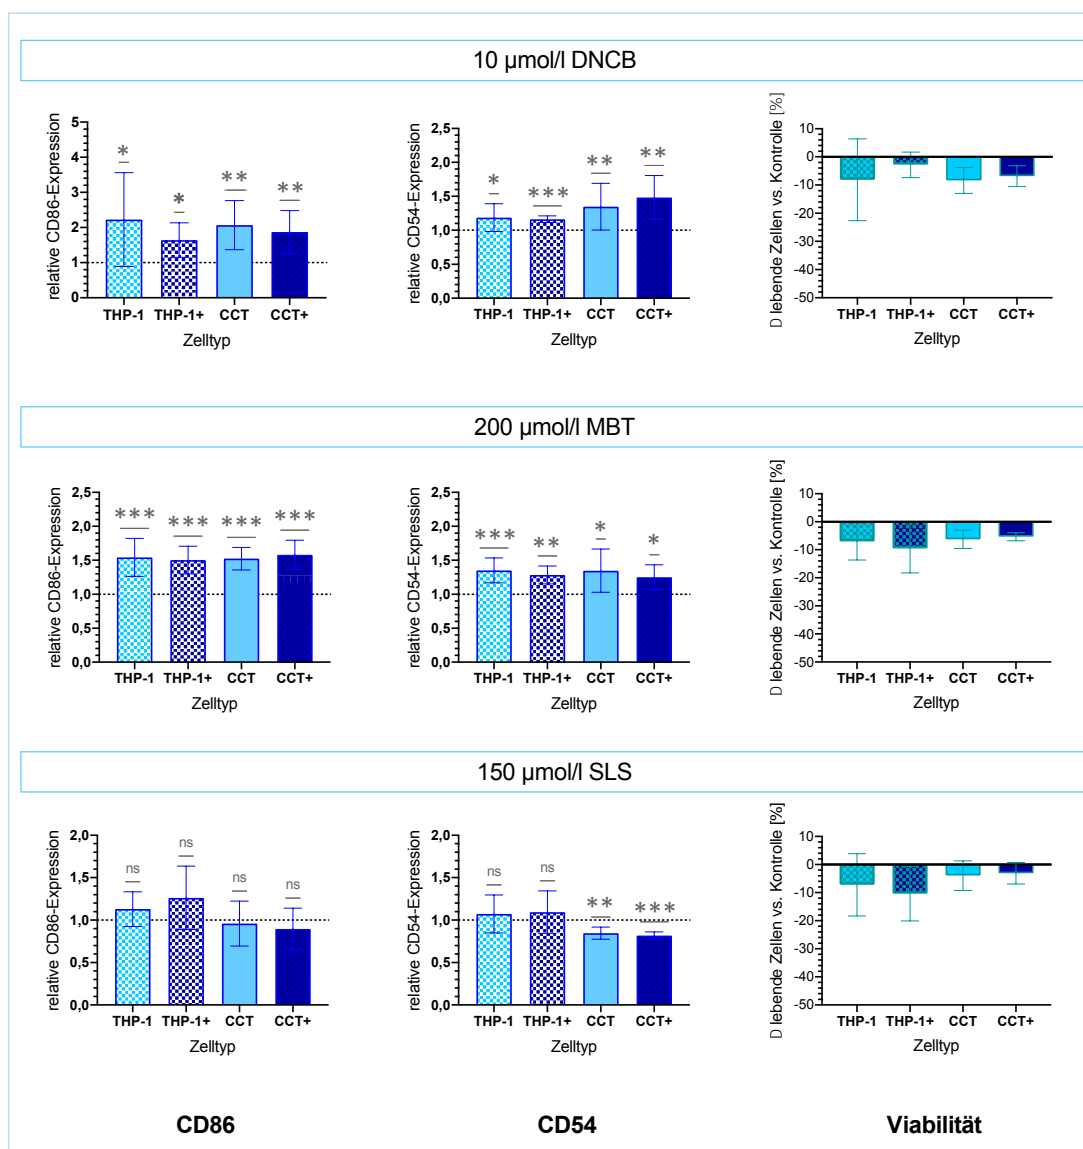 10 µmol/l DNCB
relative CD86-Expression
5
4
3
2
1
0
*
*
**
**
THP-1 THP-1+ CCT CCT+
Zelltyp
relative CD54-Expression
2,5
2,0
1,5
1,0
0,5
0,0
*
***
**
**
THP-1 THP-1+ CCT CCT+
Zelltyp
D lebende Zellen vs. Kontrolle [%]
10
0
-10
-20
-30
-40
-50
THP-1 THP-1+ CCT CCT+
Zelltyp
200 µmol/l MBT
relative CD86-Expression
2,5
2,0
1,5
1,0
0,5
0,0
***
***
***
***
THP-1 THP-1+ CCT CCT+
Zelltyp
relative CD54-Expression
2,5
2,0
1,5
1,0
0,5
0,0
***
**
*
*
THP-1 THP-1+ CCT CCT+
Zelltyp
D lebende Zellen vs. Kontrolle [%]
10
0
-10
-20
-30
-40
-50
THP-1 THP-1+ CCT CCT+
Zelltyp
150 µmol/l SLS
relative CD86-Expression
2,0
1,5
1,0
0,5
0,0
ns
ns
ns
ns
THP-1 THP-1+ CCT CCT+
Zelltyp
relative CD54-Expression
2,0
1,5
1,0
0,5
0,0
ns
ns
**
***
THP-1 THP-1+ CCT CCT+
Zelltyp
D lebende Zellen vs. Kontrolle [%]
10
0
-10
-20
-30
-40
-50
THP-1 THP-1+ CCT CCT+
Zelltyp
CD86 CD54 Viabilität